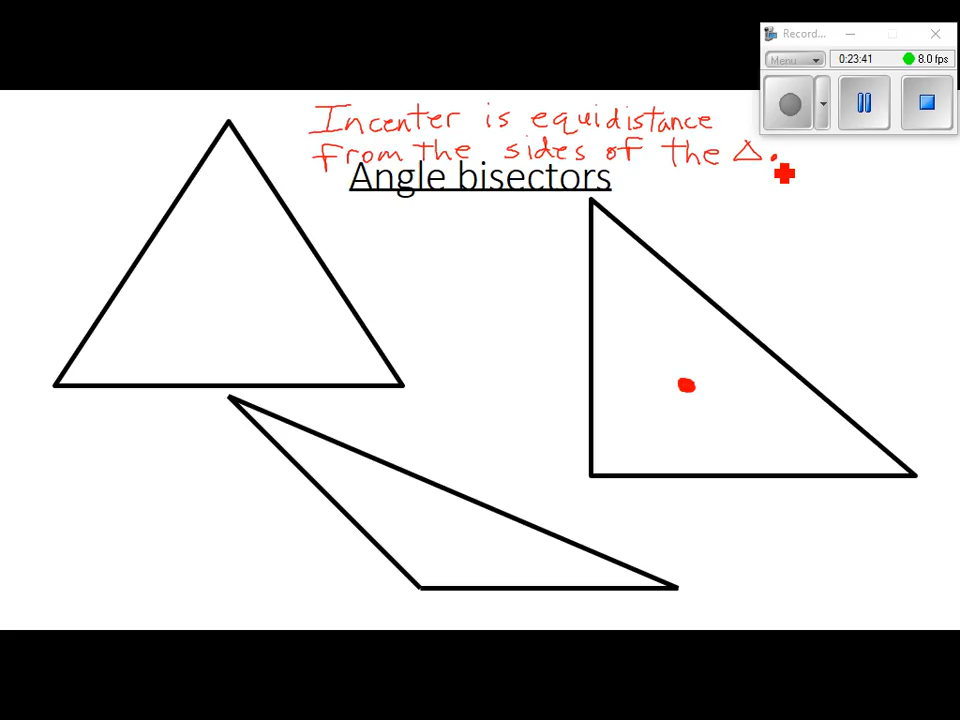 Record...
Menu
0:23:41
8.0 fps
Incenter is equidistance
from the sides of the Δ.
Angle bisectors